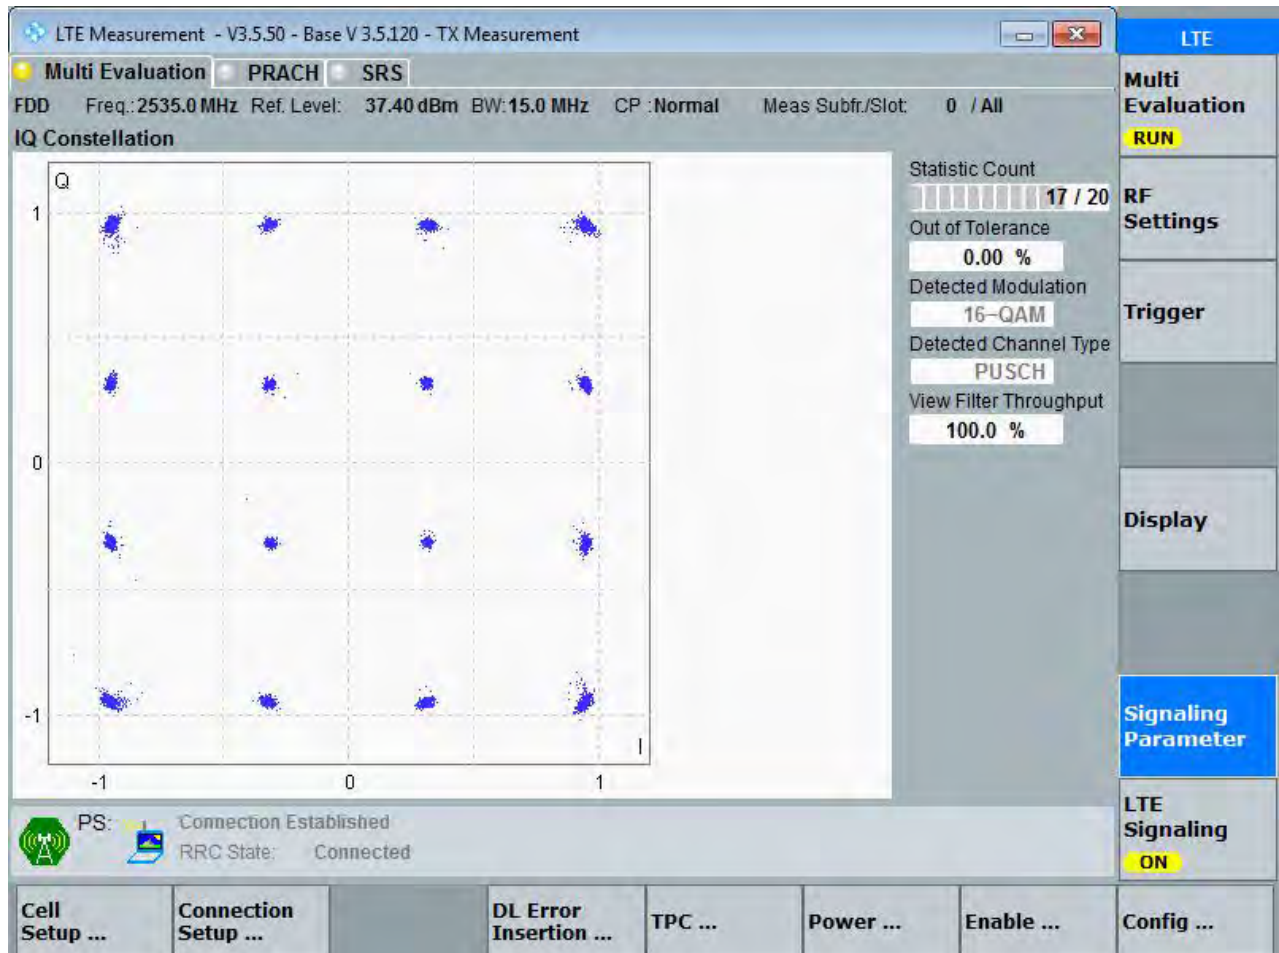 LTE Measurement - V3.5.50 - Base V 3.5.120 - TX Measurement
LTE
Multi Evaluation PRACH SRS
FDD Freq.: 2535.0 MHz Ref. Level: 37.40 dBm BW: 15.0 MHz CP : Normal Meas Subfr./Slot: 0 / All
IQ Constellation
Q
1
0
-1
-1 0 1
I
Statistic Count
17 / 20
Out of Tolerance
0.00 %
Detected Modulation
16-QAM
Detected Channel Type
PUSCH
View Filter Throughput
100.0 %
Multi
Evaluation
RUN
RF
Settings
Trigger
Display
Signaling
Parameter
LTE
Signaling
ON
PS: Connection Established
RRC State: Connected
Cell
Setup ...
Connection
Setup ...
DL Error
Insertion ...
TPC ...
Power ...
Enable ...
Config ...